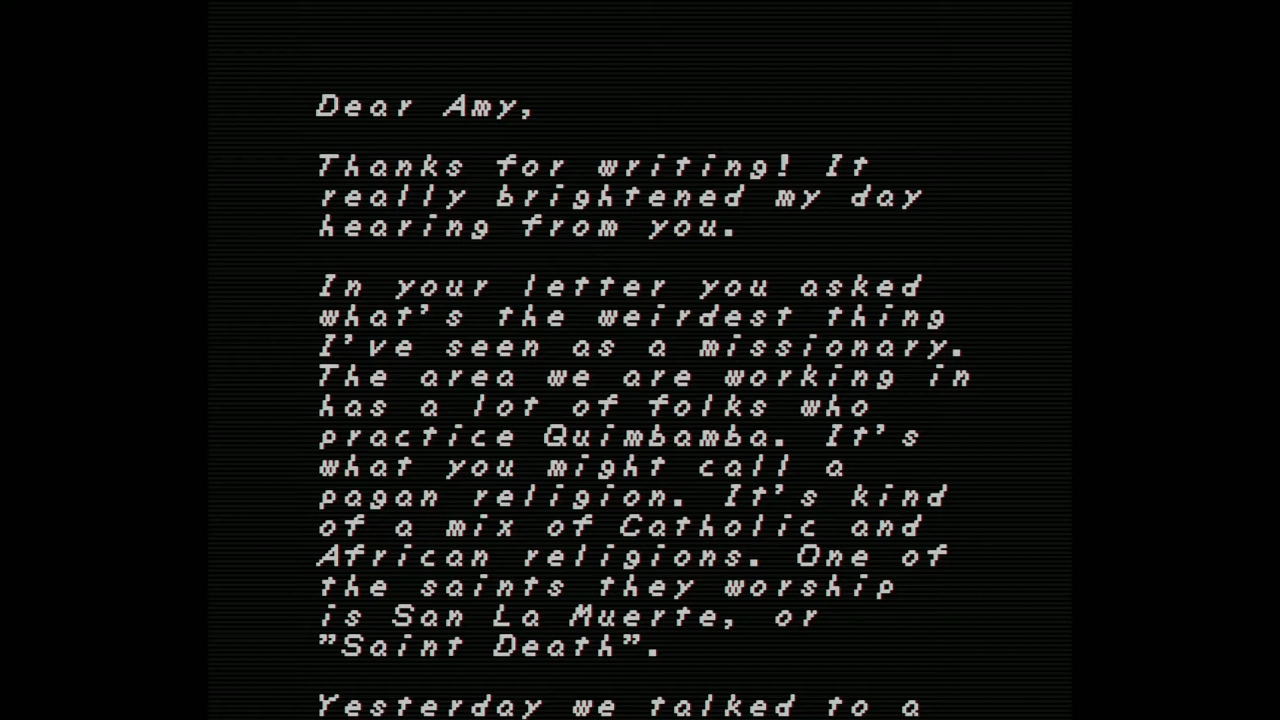 Dear Amy,
Thanks for writing! It
really brightened my day
hearing from you.
In your letter you asked
what's the weirdest thing
I've seen as a missionary.
The area we are working in
has a lot of folks who
practice Quimbamba. It's
what you might call a
pagan religion. It's kind
of a mix of Catholic and
African religions. One of
the saints they worship
is San La Muerte, or
"Saint Death".
Yesterday we talked to a